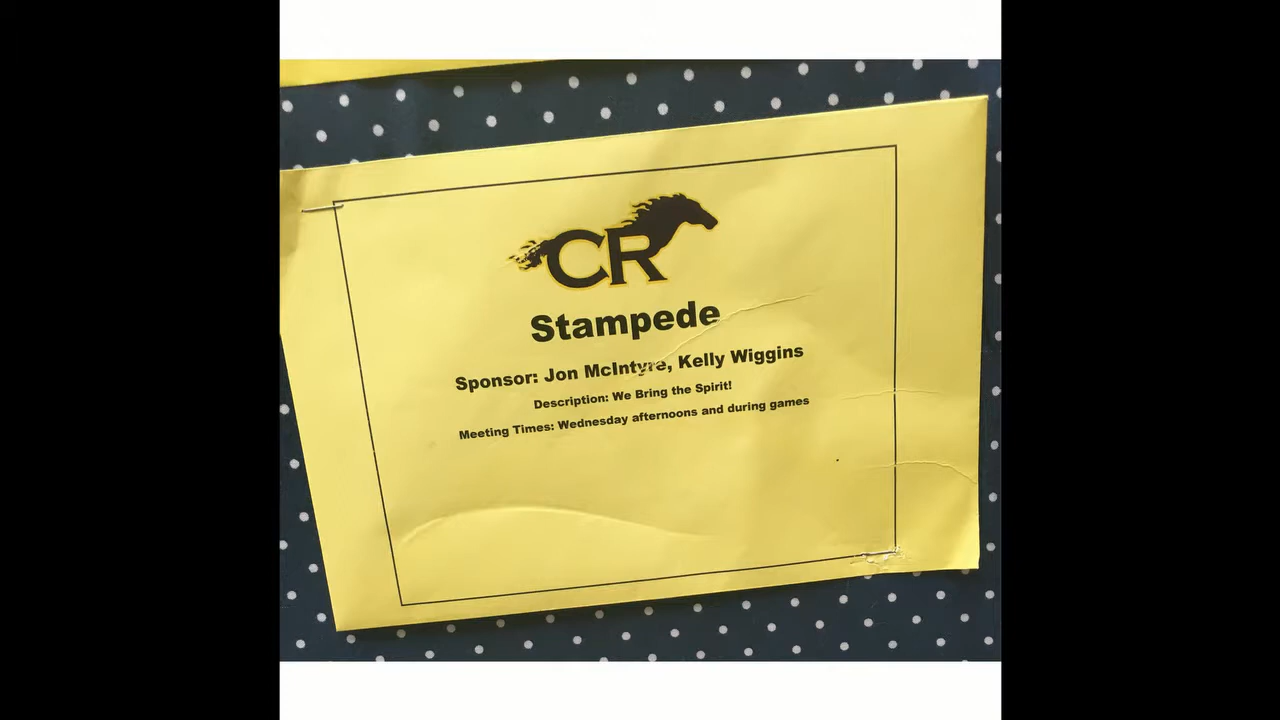 CR
Stampede
Sponsor: Jon McIntyre, Kelly Wiggins
Description: We Bring the Spirit!
Meeting Times: Wednesday afternoons and during games